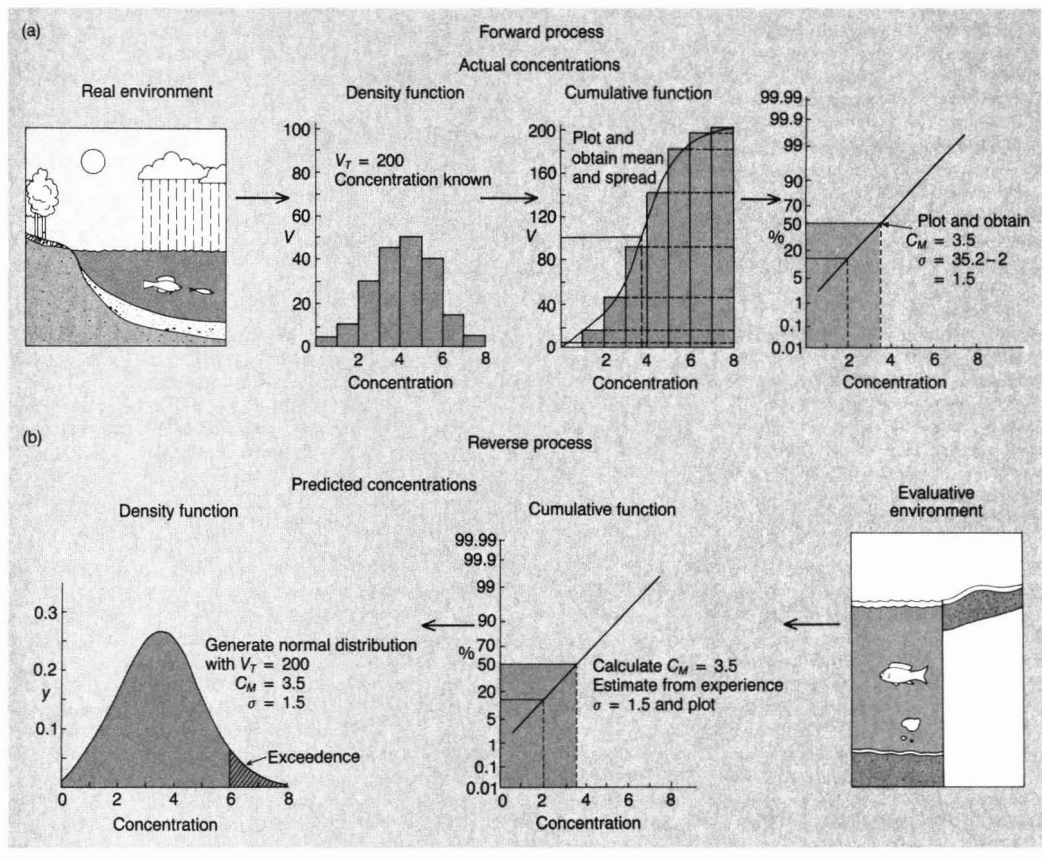 (a)
Forward process
Actual concentrations
Real environment
Density function
Cumulative function
100
80
60
V
40
20
0
2 4 6 8
Concentration
V_T = 200
Concentration known
200
160
120
V
80
40
0
2 4 6 8
Concentration
Plot and
obtain mean
and spread
99.99
99.9
99
90
70
50
%
20
5
1
0.1
0.01
2 4 6 8
Concentration
Plot and obtain
C_M = 3.5
σ = 35.2−2
= 1.5
(b)
Reverse process
Predicted concentrations
Density function
Cumulative function
Evaluative
environment
0.3
0.2
y
0.1
0 2 4 6 8
Concentration
Generate normal distribution
with V_T = 200
C_M = 3.5
σ = 1.5
Exceedence
99.99
99.9
99
90
70
%
50
20
5
1
0.1
0.01
0 2 4 6 8
Concentration
Calculate C_M = 3.5
Estimate from experience
σ = 1.5 and plot